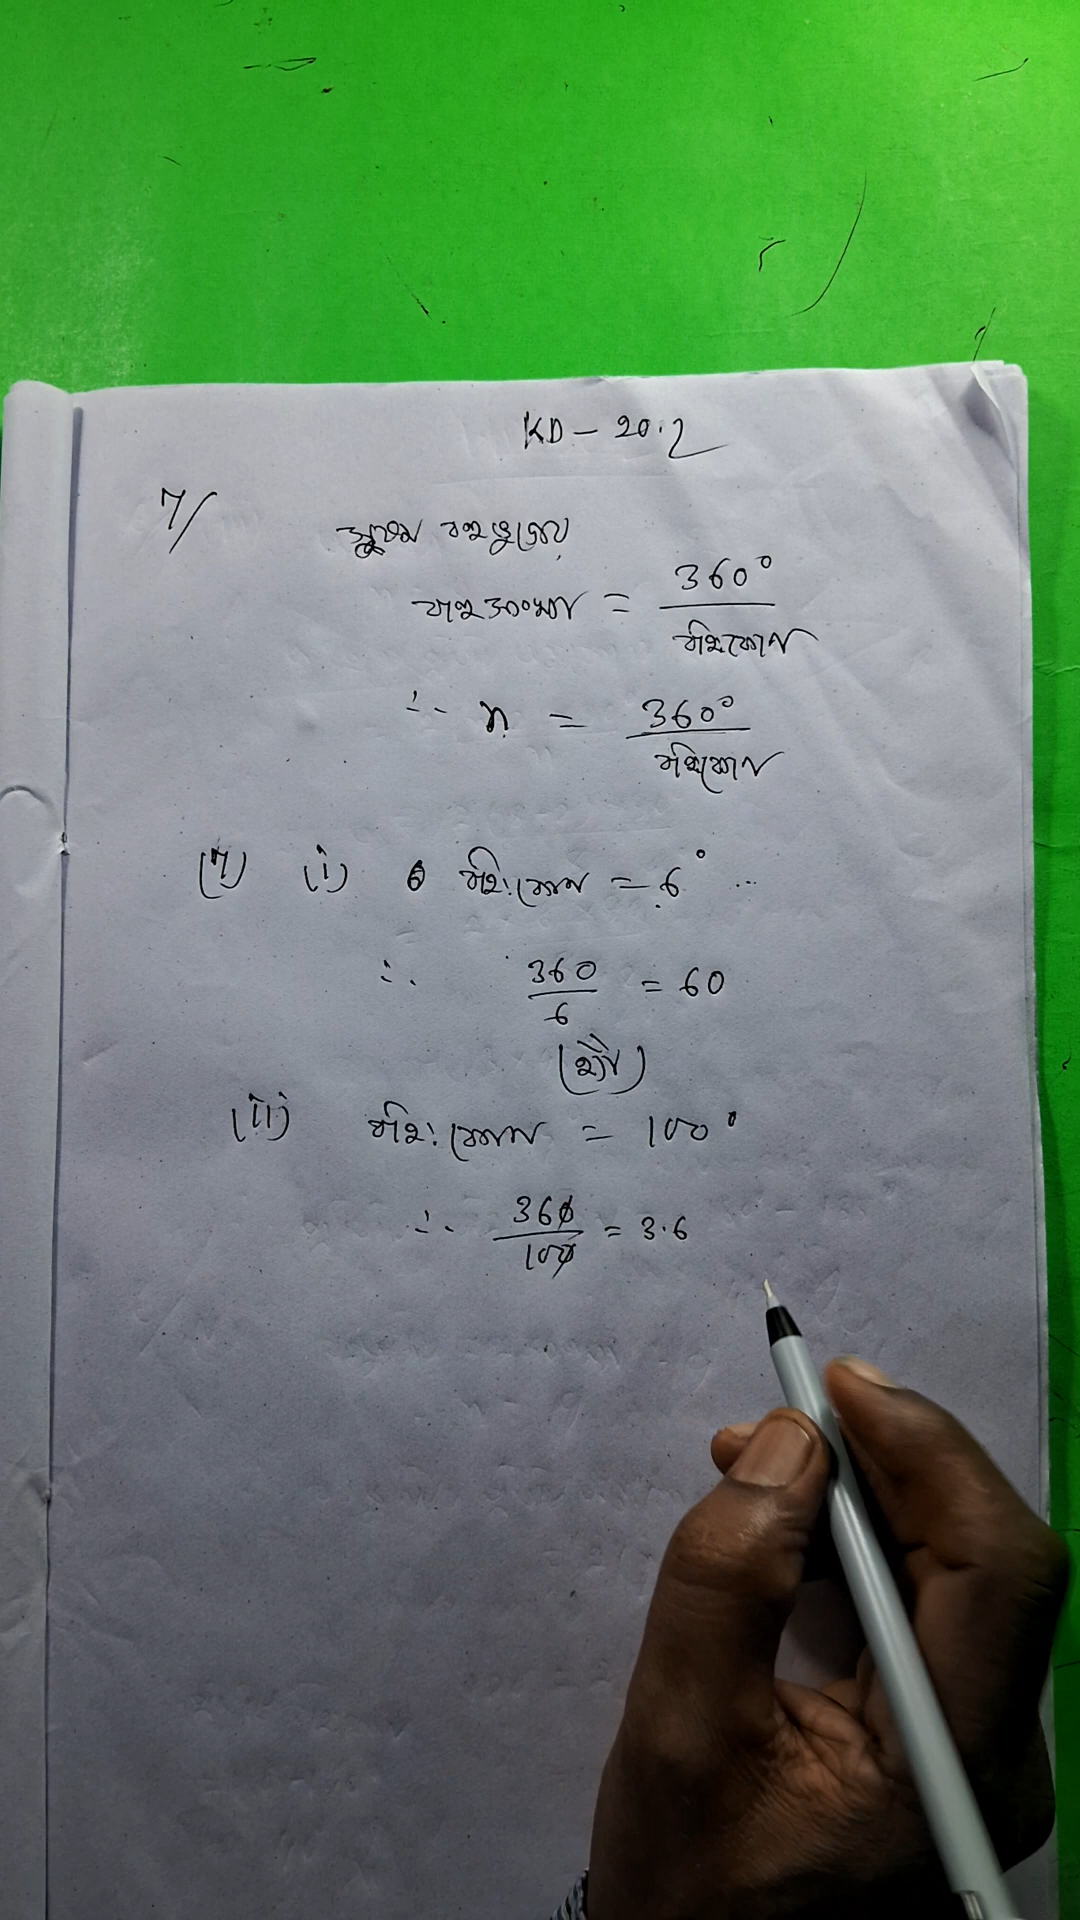 KD - 20.2
7/
সুষম বহুভুজের
বাহুসংখ্যা = 360° / বহিঃকোণ
∴ n = 360° / বহিঃকোণ
(7) (i) বহিঃকোণ = 6° ...
∴ 360 / 6 = 60
(হ্যাঁ)
(ii) বহিঃকোণ = 100°
∴ 360 / 100 = 3.6